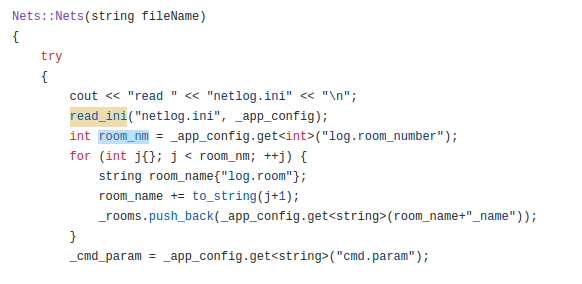 Nets::Nets(string fileName)
{
try
{
cout << "read " << "netlog.ini" << "\n";
read_ini("netlog.ini", _app_config);
int room_nm = _app_config.get<int>("log.room_number");
for (int j{}; j < room_nm; ++j) {
string room_name{"log.room"};
room_name += to_string(j+1);
_rooms.push_back(_app_config.get<string>(room_name+"_name"));
}
_cmd_param = _app_config.get<string>("cmd.param");